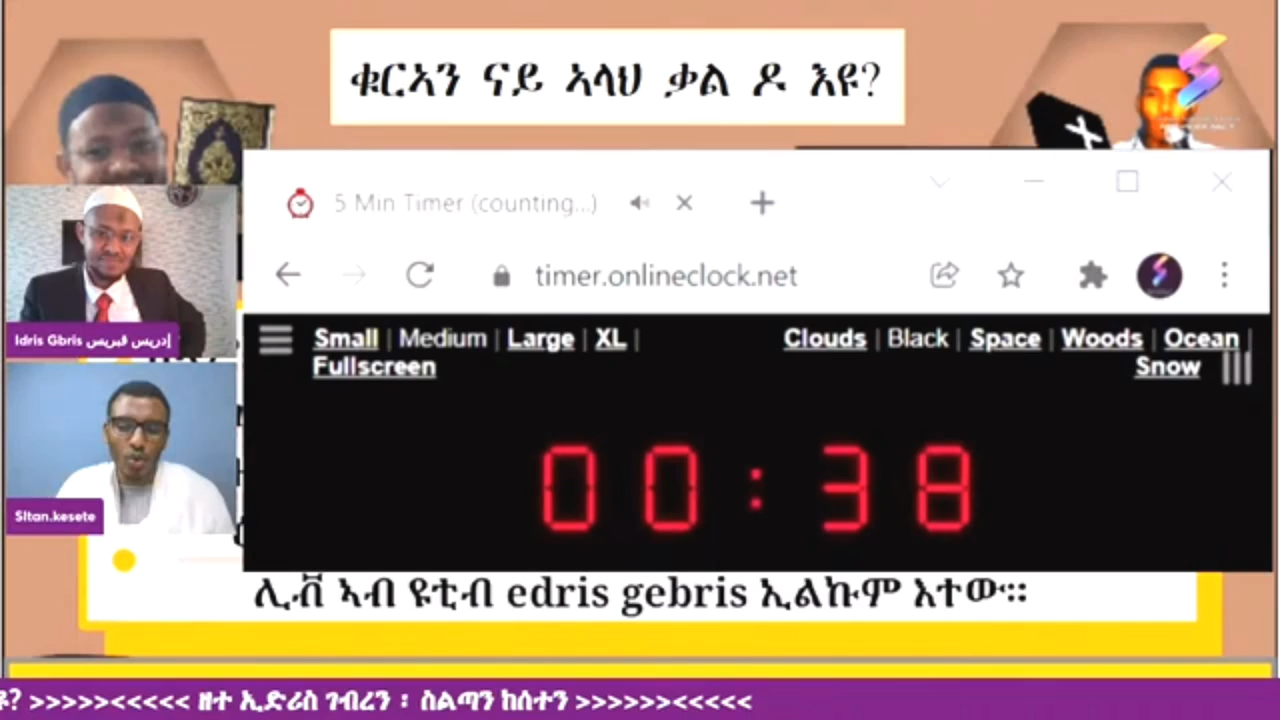 ቁርኣን ናይ ኣላህ ቃል ዶ እዩ?
5 Min Timer (counting...)
timer.onlineclock.net
Small | Medium | Large | XL |
Fullscreen
Clouds | Black | Space | Woods | Ocean |
Snow
00:38
Idris Gbris إدريس قبريس
SItan.kesete
ሊቭ ኣብ ዩቲብ edris gebris ኢልኩም እተው።
ዩ? >>>>><<<<< ዘተ ኢድሪስ ገብረን ፡ ስልጣን ከሰተን >>>>>><<<<<